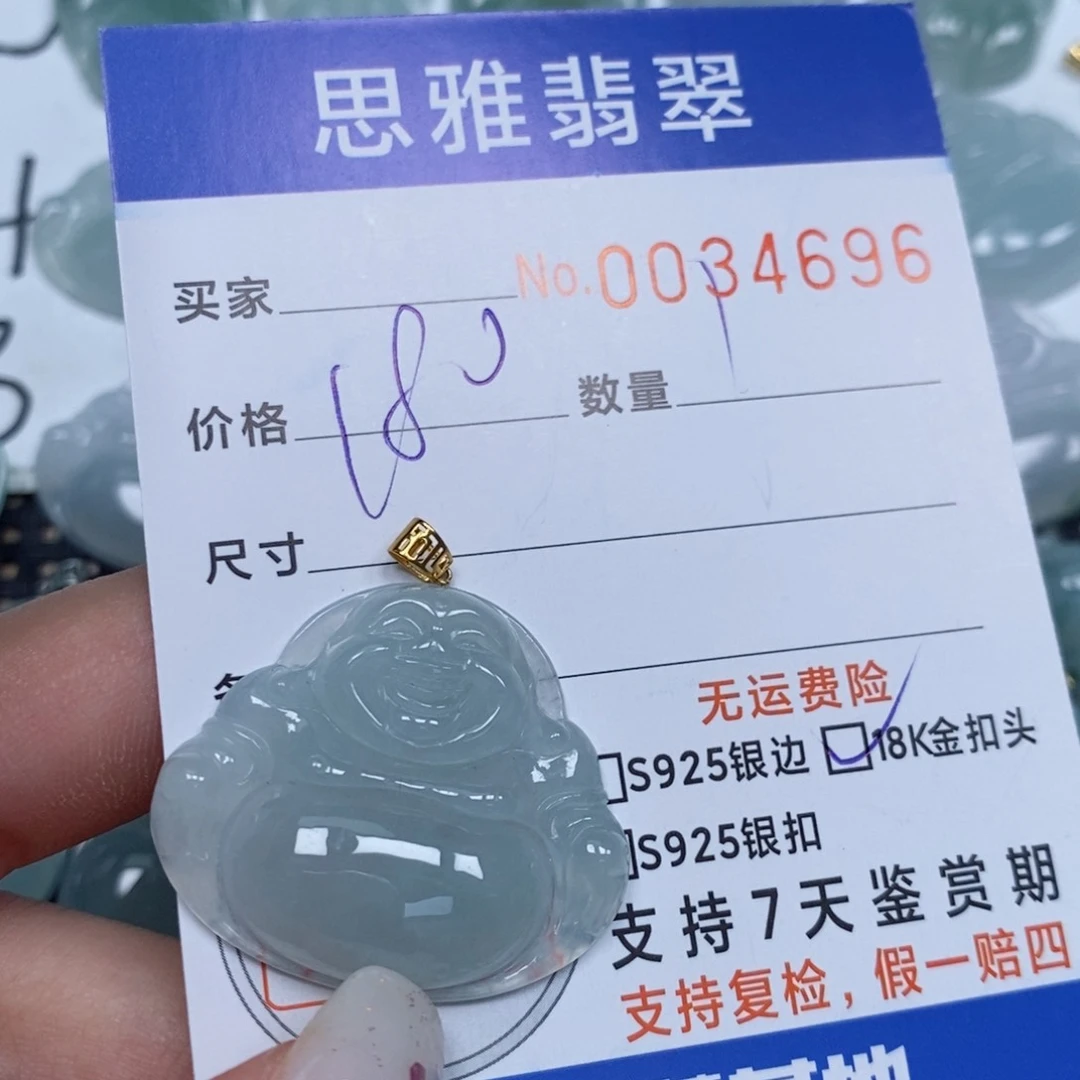 思雅翡翠
No.0034696
买家
价格 180 数量 1
尺寸
无运费险
S925银边 18K金扣头
S925银扣
支持7天鉴赏期
支持复检，假一赔四